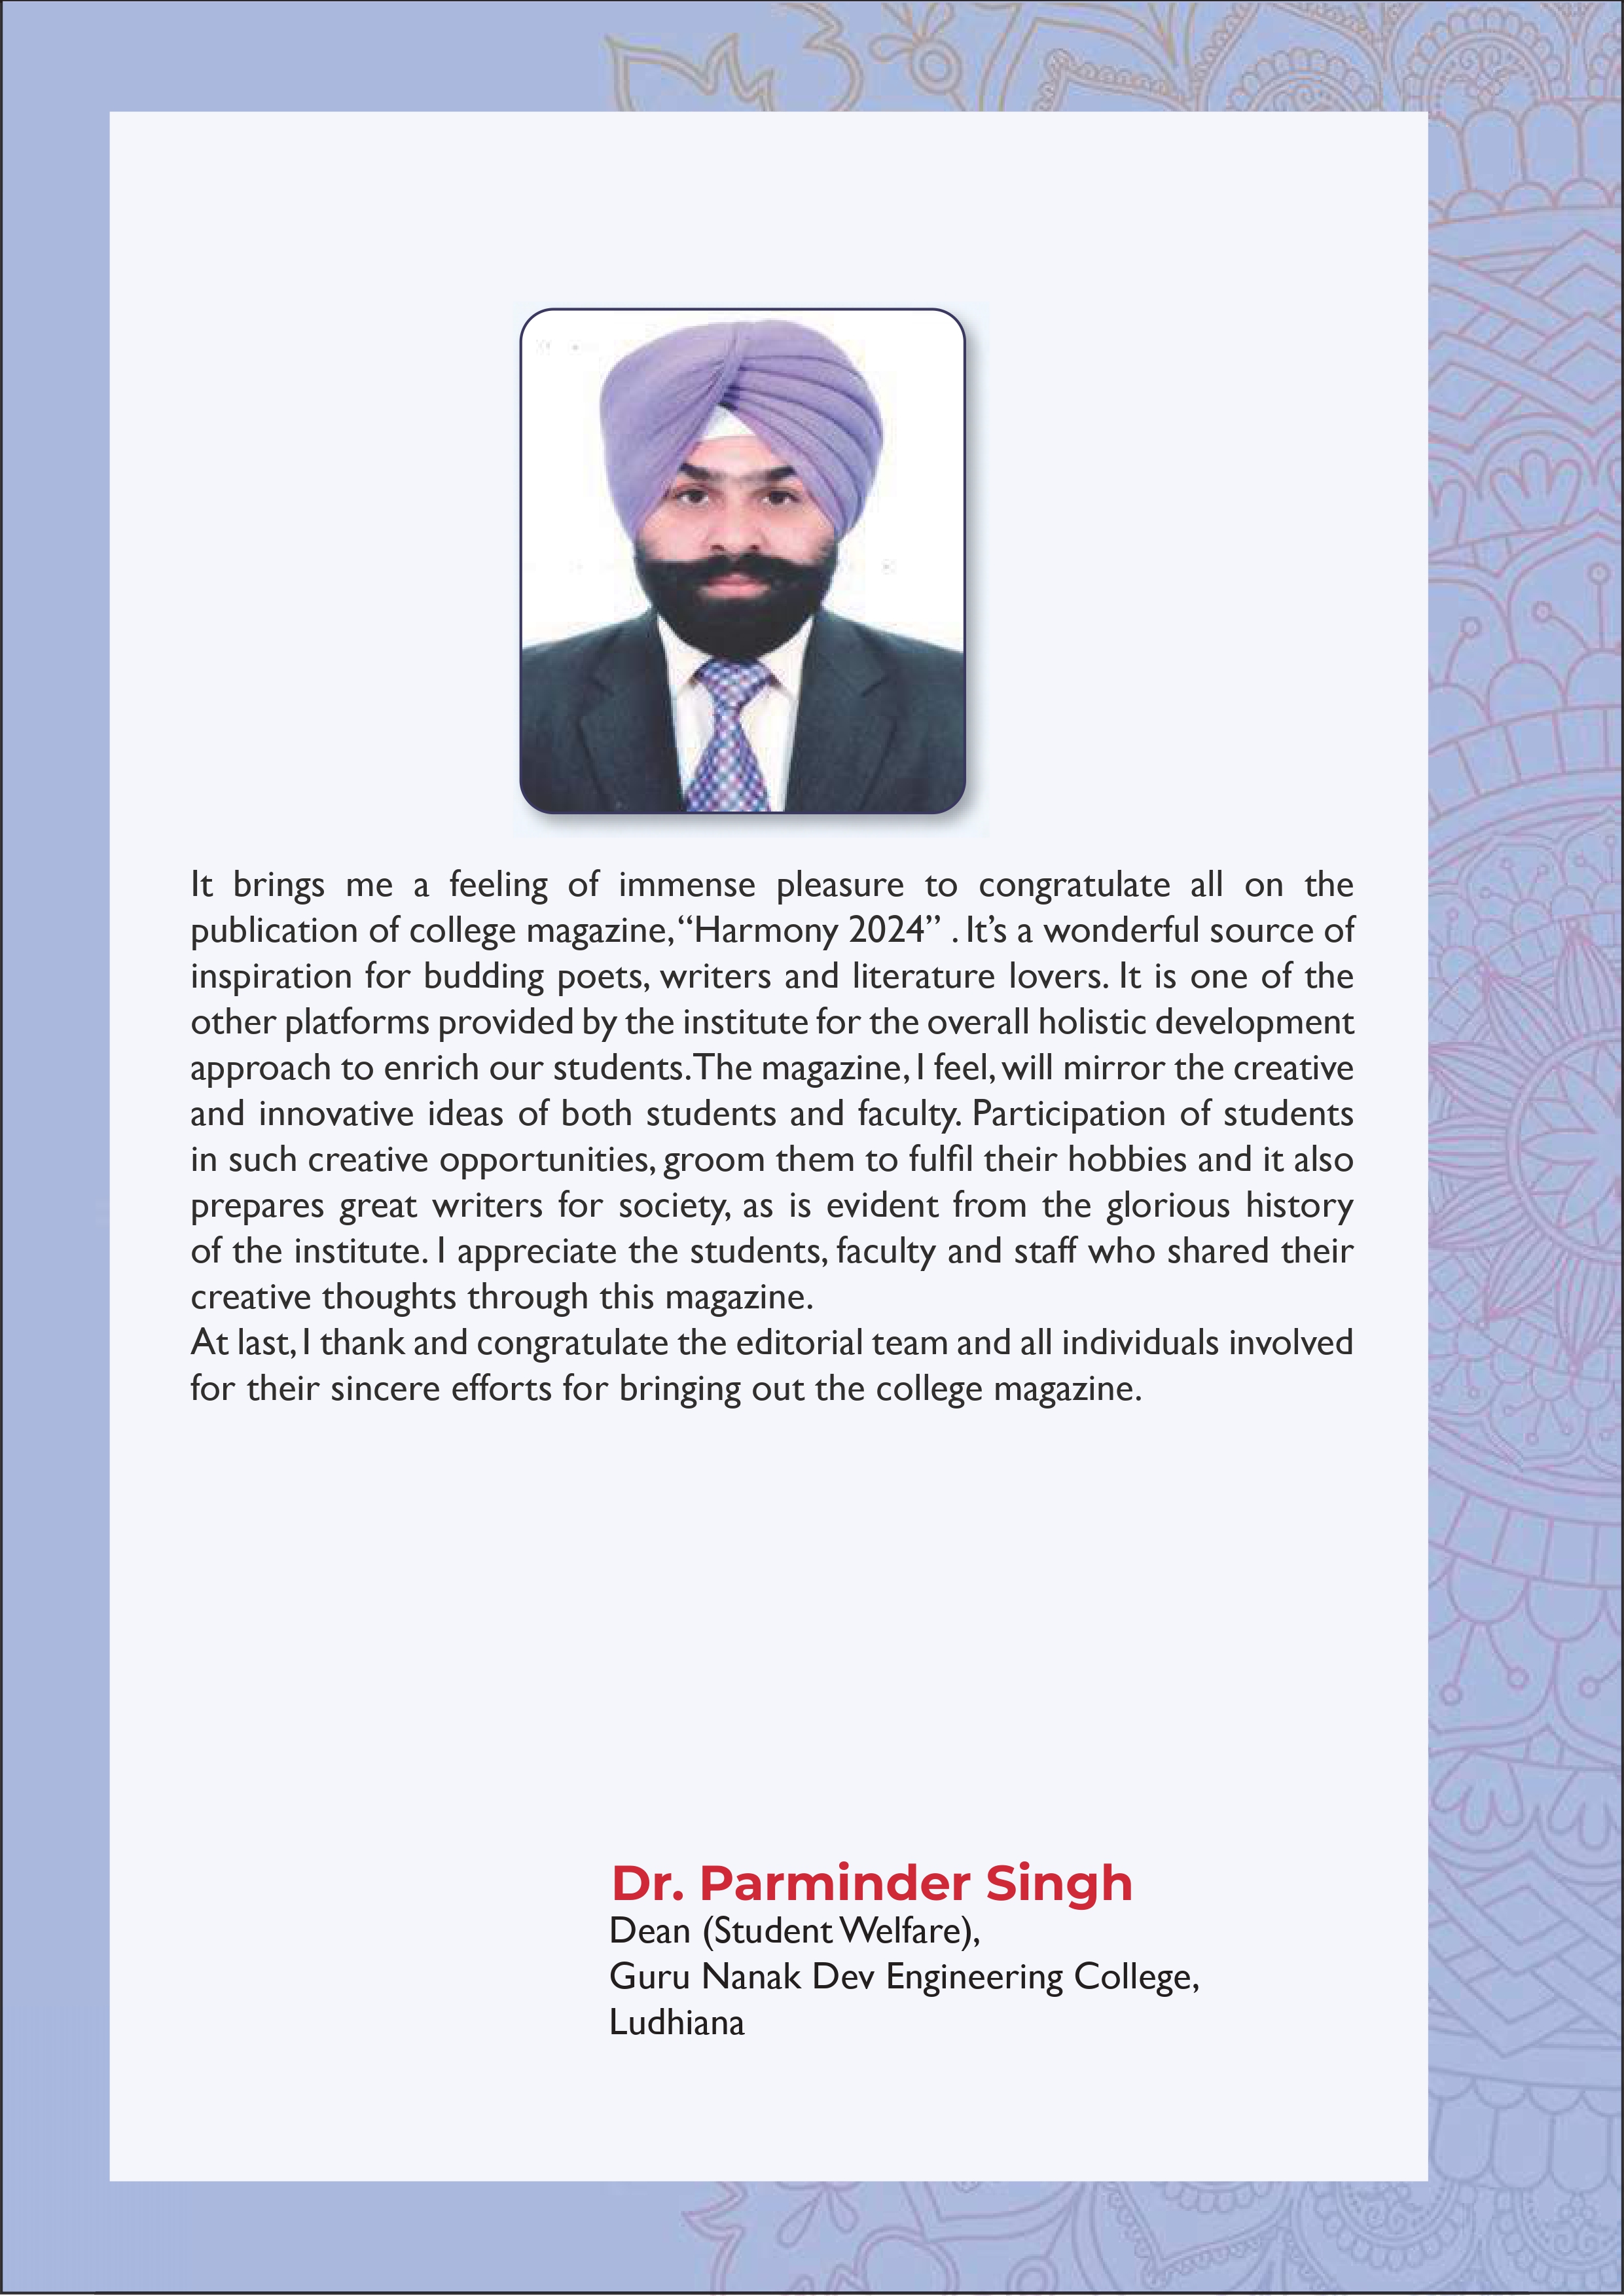 It brings me a feeling of immense pleasure to congratulate all on the
publication of college magazine, “Harmony 2024” . It’s a wonderful source of
inspiration for budding poets, writers and literature lovers. It is one of the
other platforms provided by the institute for the overall holistic development
approach to enrich our students. The magazine, I feel, will mirror the creative
and innovative ideas of both students and faculty. Participation of students
in such creative opportunities, groom them to fulfil their hobbies and it also
prepares great writers for society, as is evident from the glorious history
of the institute. I appreciate the students, faculty and staff who shared their
creative thoughts through this magazine.
At last, I thank and congratulate the editorial team and all individuals involved
for their sincere efforts for bringing out the college magazine.
Dr. Parminder Singh
Dean (Student Welfare),
Guru Nanak Dev Engineering College,
Ludhiana